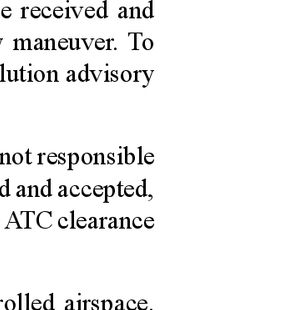 e received and
maneuver. To
lution advisory
not responsible
d and accepted,
ATC clearance
rolled airspace.